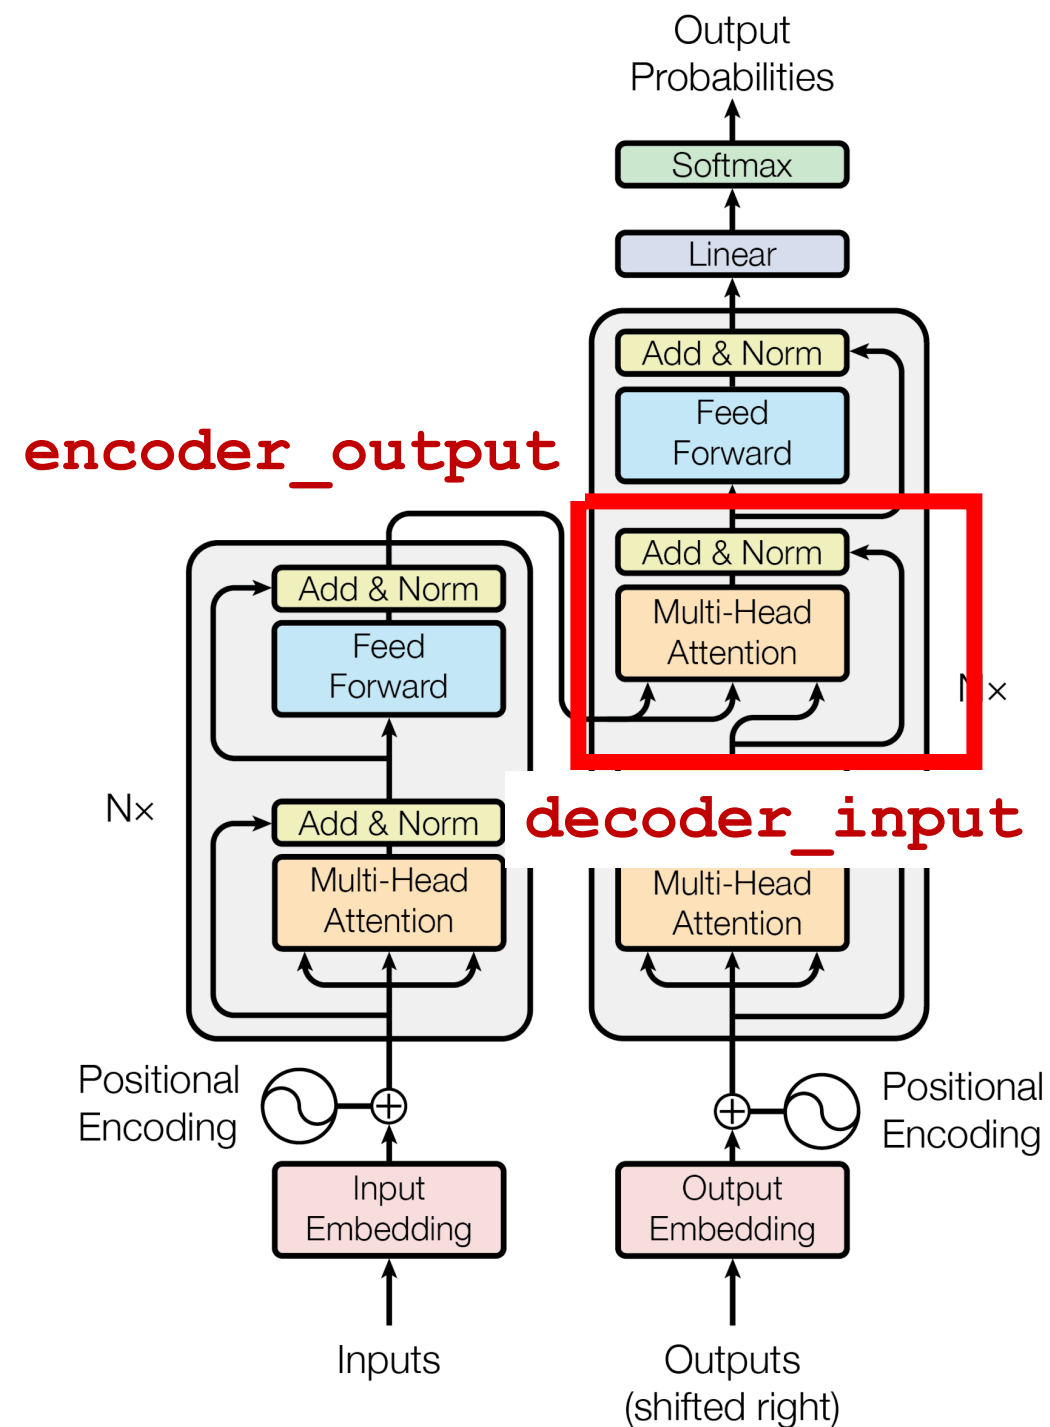 Output
Probabilities
Softmax
Linear
Add & Norm
Feed
Forward
encoder_output
Add & Norm
Multi-Head
Attention
Add & Norm
Feed
Forward
N×
N×
Add & Norm
decoder_input
Multi-Head
Attention
Multi-Head
Attention
Positional
Encoding
Positional
Encoding
Input
Embedding
Output
Embedding
Inputs
Outputs
(shifted right)